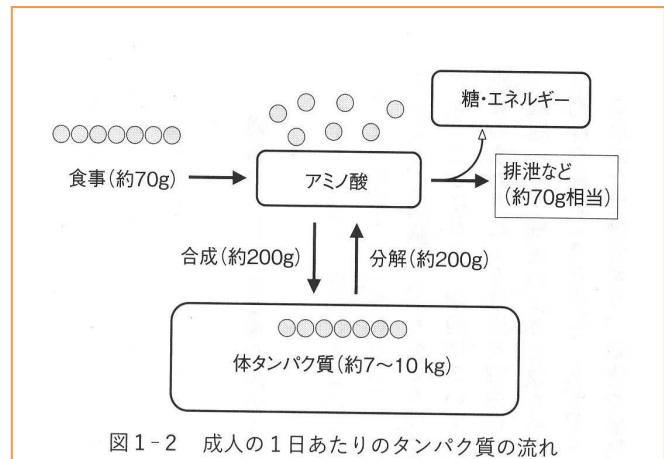 糖・エネルギー
食事(約70g)
アミノ酸
排泄など
(約70g相当)
合成(約200g)
分解(約200g)
体タンパク質(約7〜10 kg)
図1-2 成人の1日あたりのタンパク質の流れ